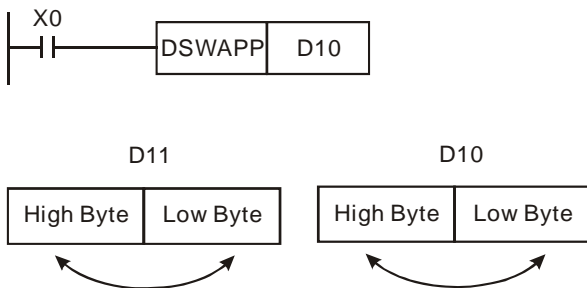 X0
DSWAPP D10
D11 D10
High Byte Low Byte High Byte Low Byte